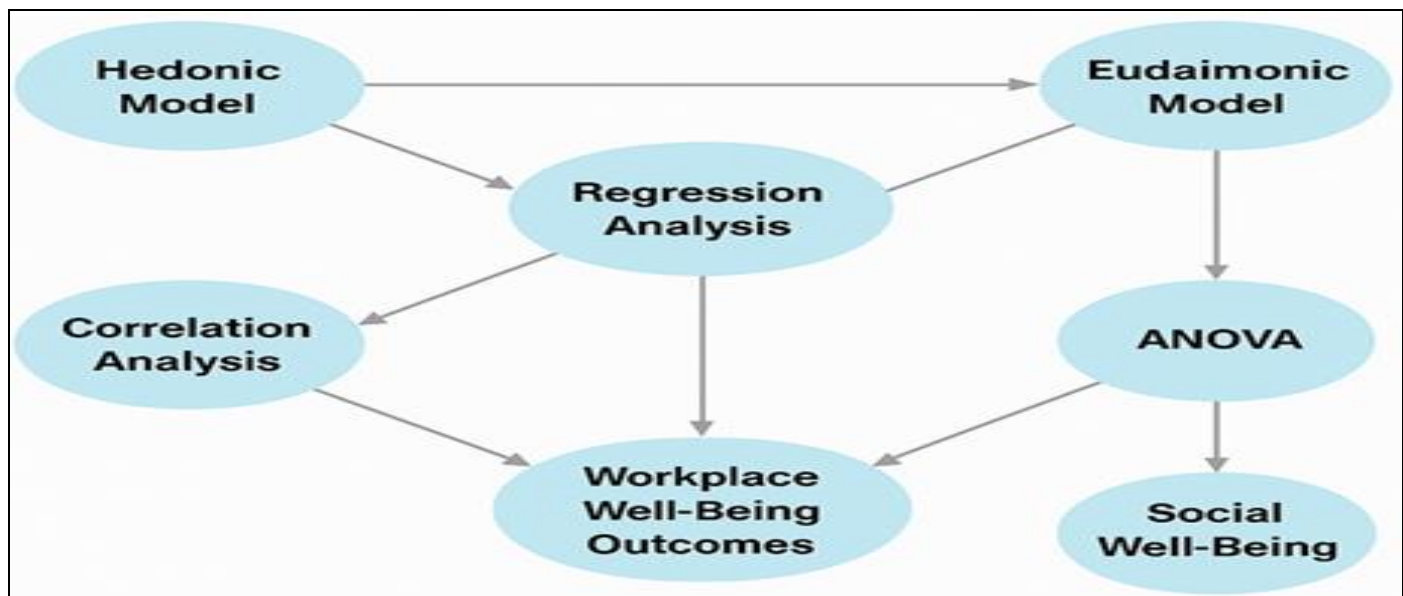 Hedonic
Model
Eudaimonic
Model
Regression
Analysis
Correlation
Analysis
ANOVA
Workplace
Well-Being
Outcomes
Social
Well-Being